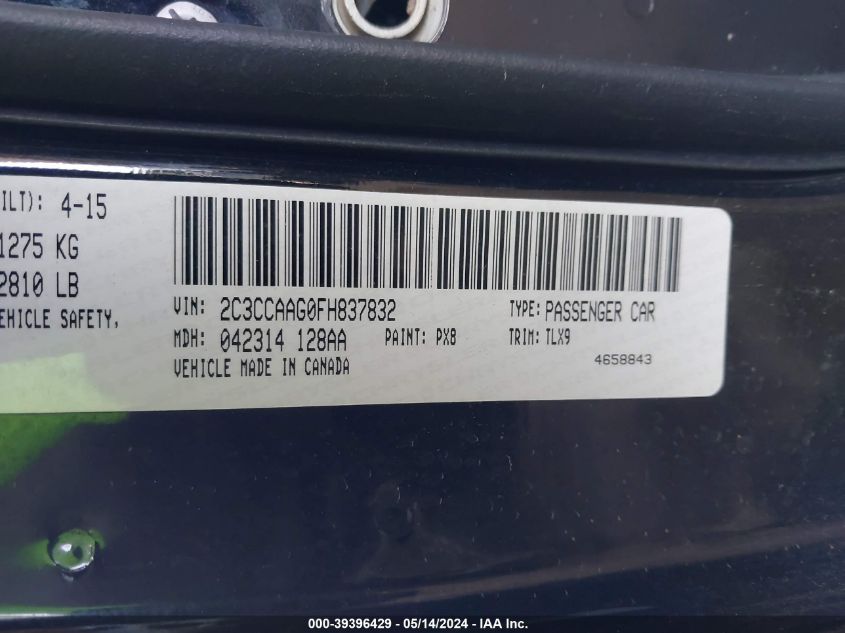 ILT): 4-15
1275 KG
2810 LB
EHICLE SAFETY,
VIN: 2C3CCAAG0FH837832 TYPE: PASSENGER CAR
MDH: 042314 128AA PAINT: PX8 TRIM: TLX9
VEHICLE MADE IN CANADA 4658843
000-39396429 - 05/14/2024 - IAA Inc.